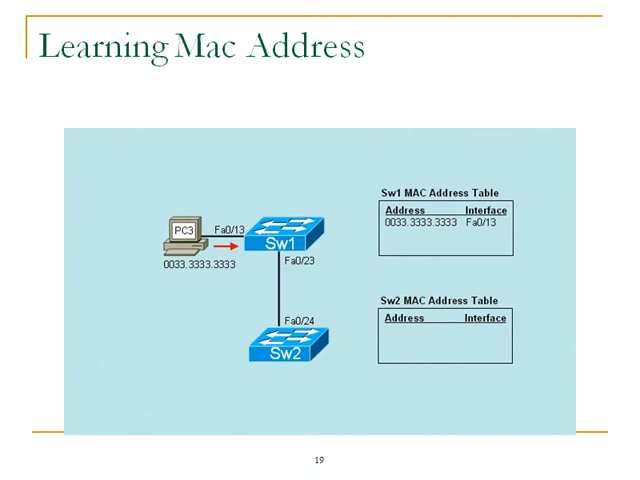 Learning Mac Address
Sw1 MAC Address Table
Address Interface
0033.3333.3333 Fa0/13
PC3
Fa0/13
Sw1
0033.3333.3333
Fa0/23
Sw2 MAC Address Table
Address Interface
Fa0/24
Sw2
19